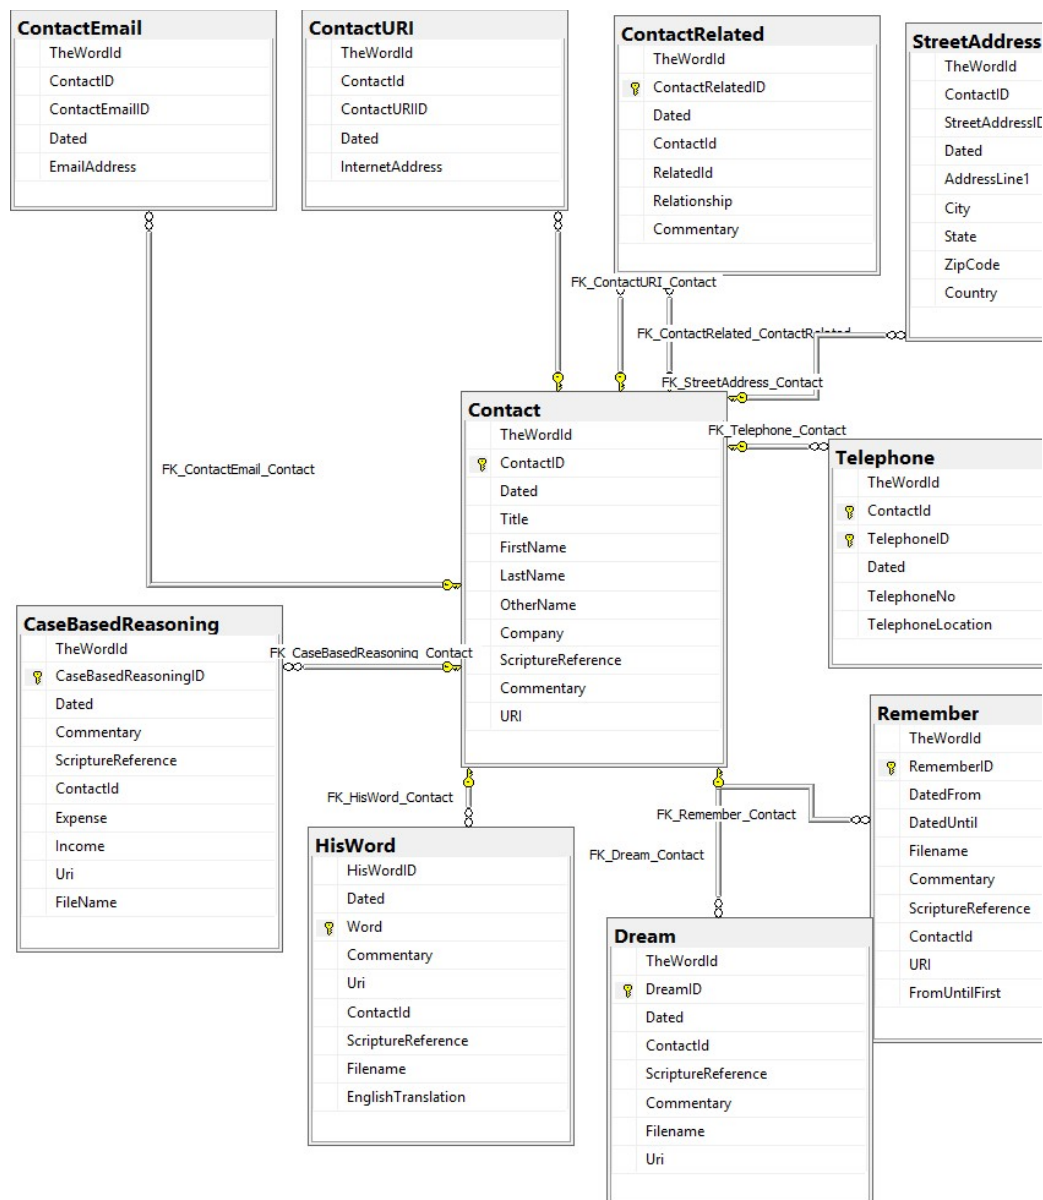 ContactEmail
TheWordId
ContactID
ContactEmailID
Dated
EmailAddress
ContactURI
TheWordId
ContactId
ContactURIID
Dated
InternetAddress
ContactRelated
TheWordId
ContactRelatedID
Dated
ContactId
RelatedId
Relationship
Commentary
StreetAddress
TheWordId
ContactID
StreetAddressID
Dated
AddressLine1
City
State
ZipCode
Country
FK_ContactURI_Contact
FK_ContactRelated_ContactRelated
FK_StreetAddress_Contact
FK_Telephone_Contact
FK_ContactEmail_Contact
Contact
TheWordId
ContactID
Dated
Title
FirstName
LastName
OtherName
Company
ScriptureReference
Commentary
URI
Telephone
TheWordId
ContactId
TelephoneID
Dated
TelephoneNo
TelephoneLocation
CaseBasedReasoning
TheWordId
CaseBasedReasoningID
Dated
Commentary
ScriptureReference
ContactId
Expense
Income
Uri
FileName
FK_CaseBasedReasoning_Contact
Remember
TheWordId
RememberID
DatedFrom
DatedUntil
Filename
Commentary
ScriptureReference
ContactId
URI
FromUntilFirst
FK_HisWord_Contact
FK_Remember_Contact
FK_Dream_Contact
HisWord
HisWordID
Dated
Word
Commentary
Uri
ContactId
ScriptureReference
Filename
EnglishTranslation
Dream
TheWordId
DreamID
Dated
ContactId
ScriptureReference
Commentary
Filename
Uri